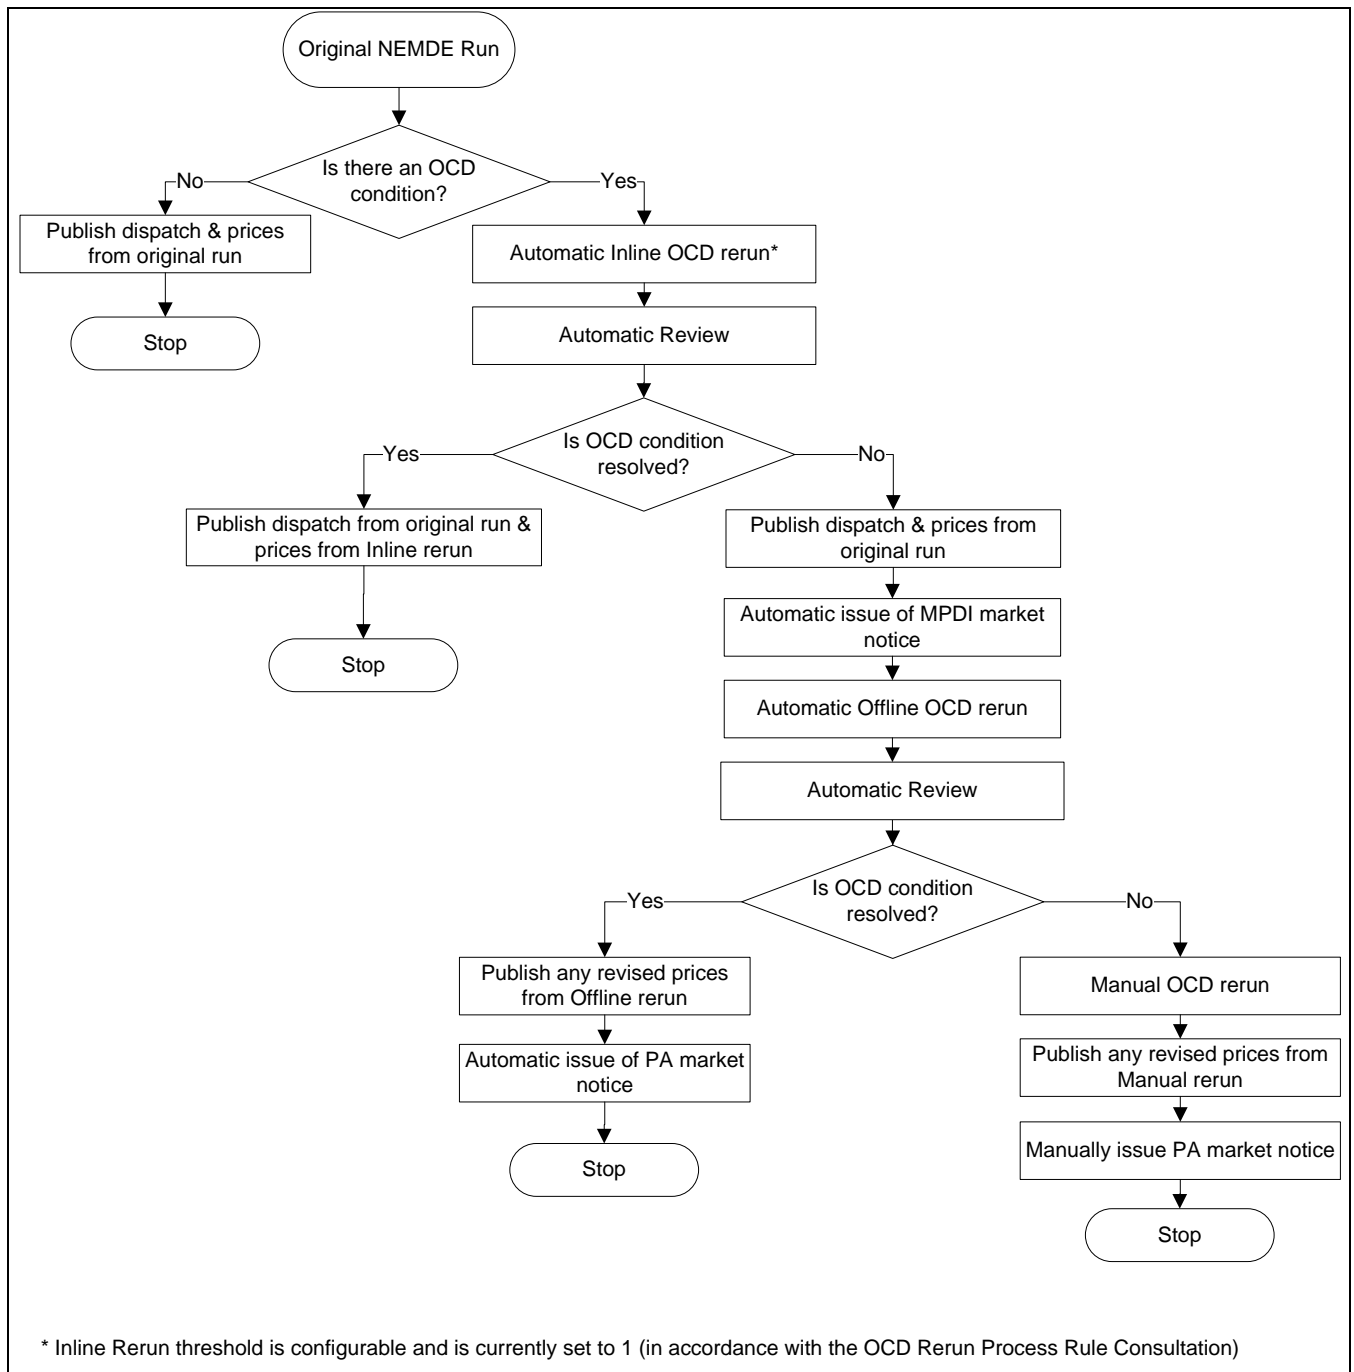 Original NEMDE Run
Is there an OCD
condition?
No
Yes
Publish dispatch & prices
from original run
Automatic Inline OCD rerun*
Stop
Automatic Review
Is OCD condition
resolved?
Yes
No
Publish dispatch from original run &
prices from Inline rerun
Publish dispatch & prices from
original run
Automatic issue of MPDI market
notice
Stop
Automatic Offline OCD rerun
Automatic Review
Is OCD condition
resolved?
Yes
No
Publish any revised prices
from Offline rerun
Manual OCD rerun
Automatic issue of PA market
notice
Publish any revised prices from
Manual rerun
Stop
Manually issue PA market notice
Stop
* Inline Rerun threshold is configurable and is currently set to 1 (in accordance with the OCD Rerun Process Rule Consultation)